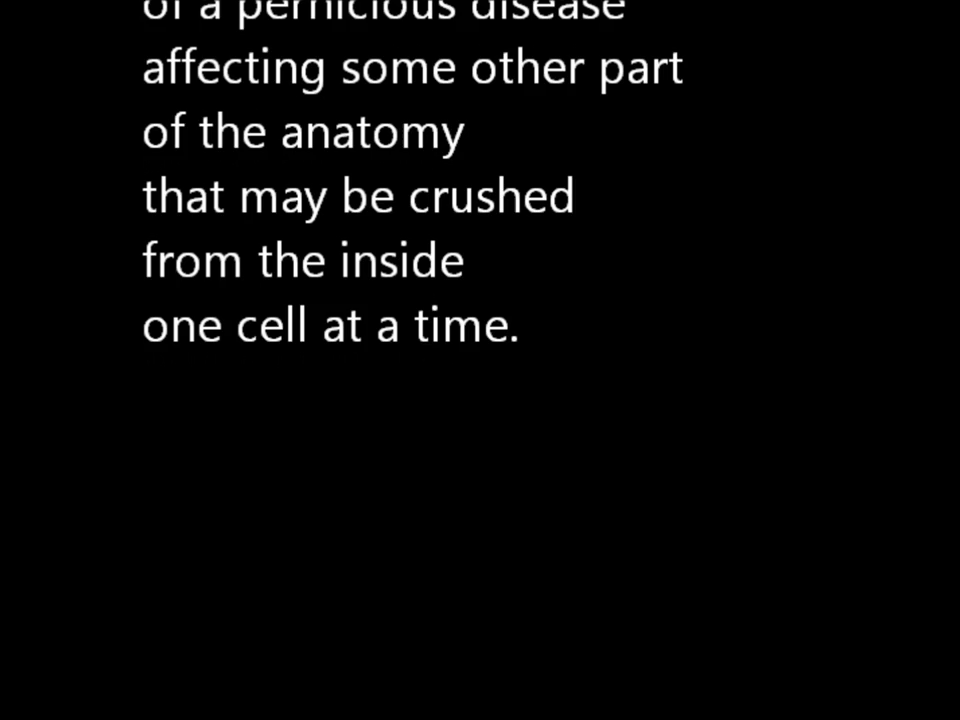 of a pernicious disease
affecting some other part
of the anatomy
that may be crushed
from the inside
one cell at a time.